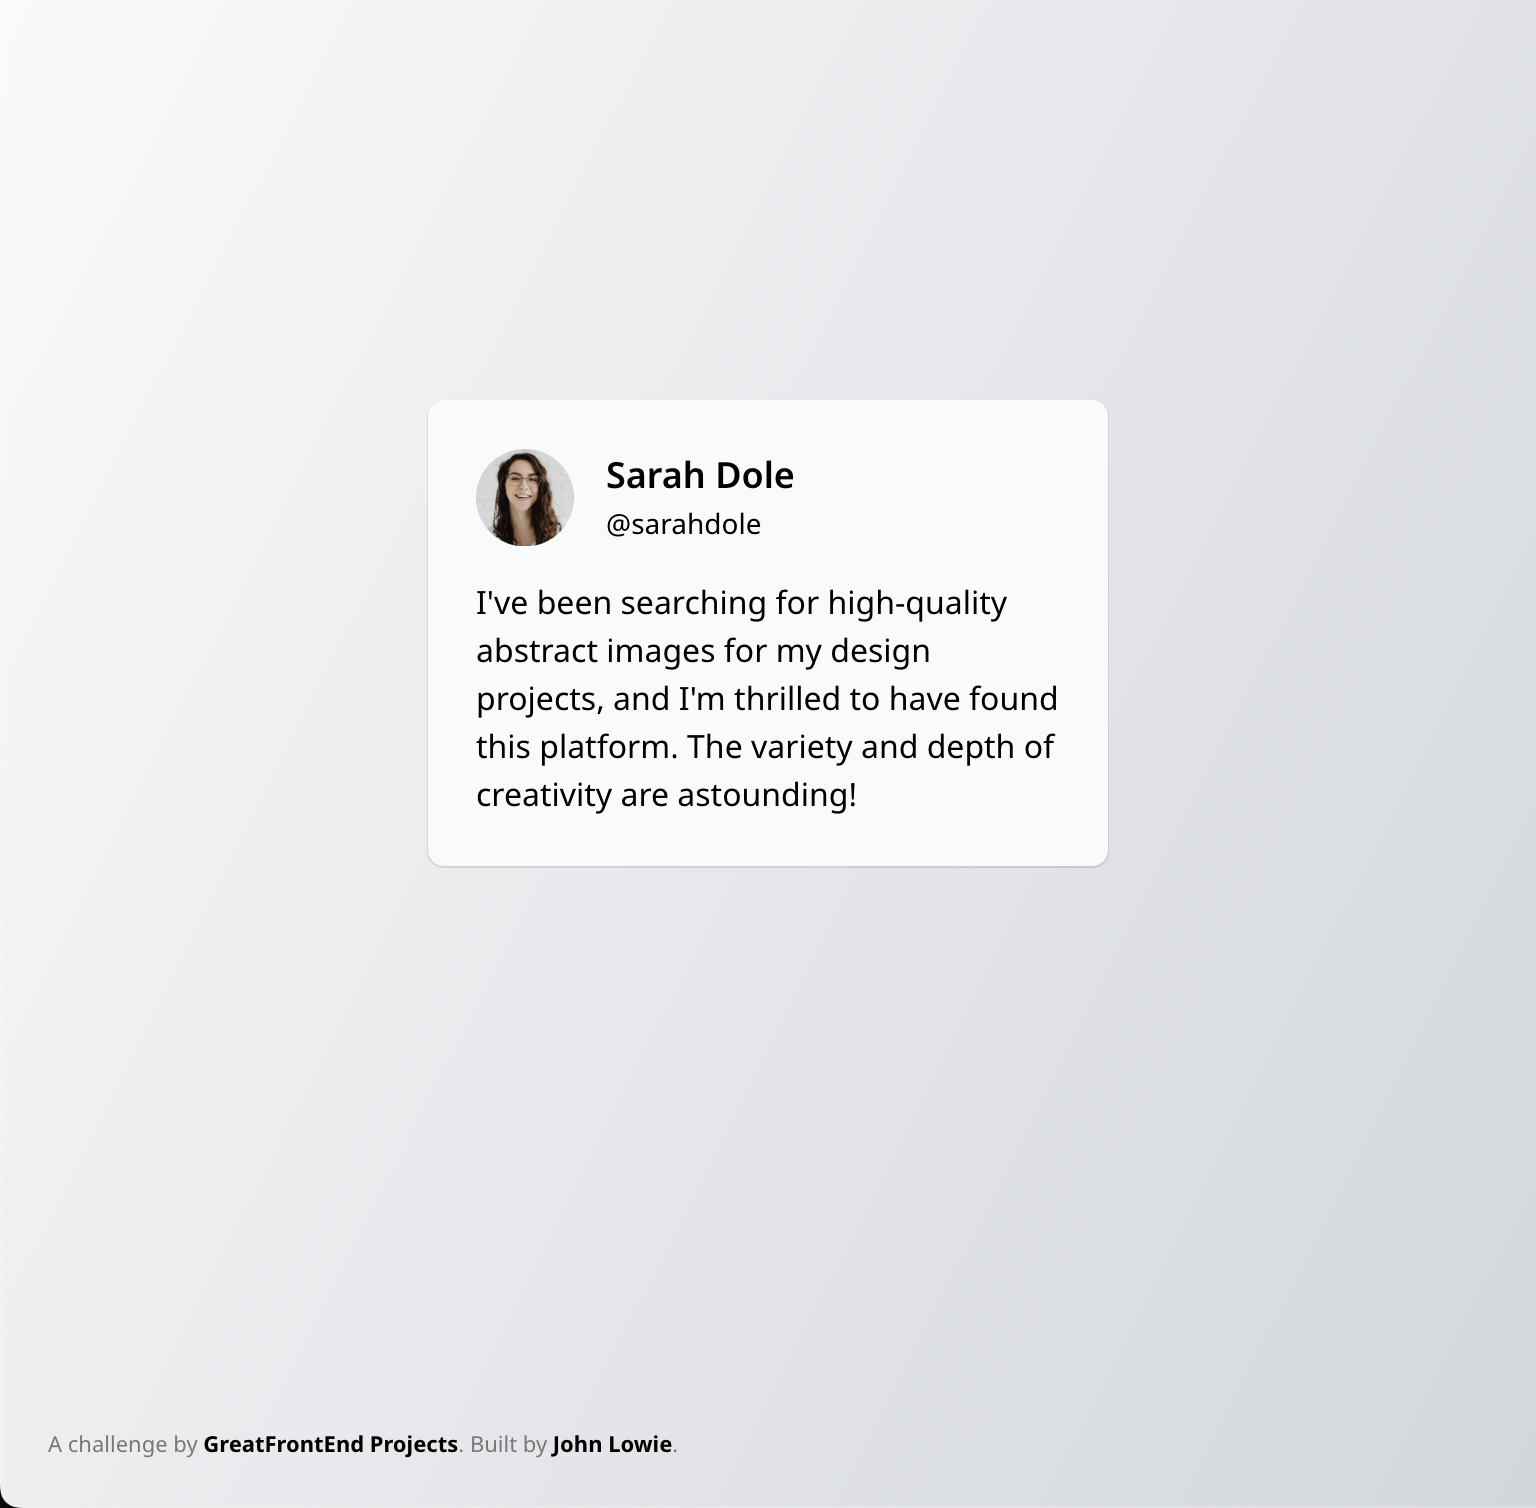 Sarah Dole
@sarahdole
I've been searching for high-quality
abstract images for my design
projects, and I'm thrilled to have found
this platform. The variety and depth of
creativity are astounding!
A challenge by GreatFrontEnd Projects. Built by John Lowie.